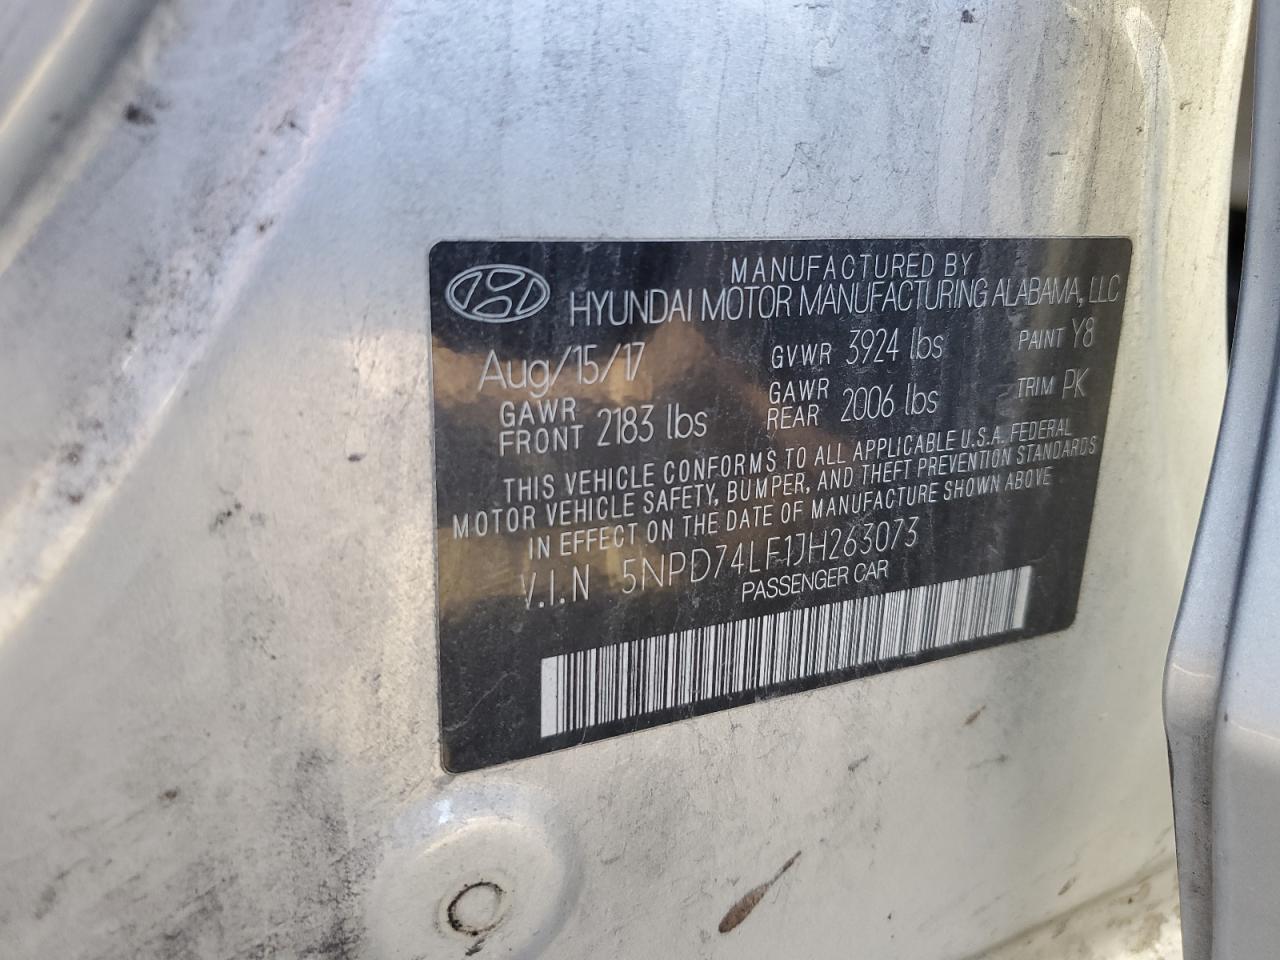 MANUFACTURED BY
HYUNDAI MOTOR MANUFACTURING ALABAMA, LLC
Aug/15/17 GVWR 3924 lbs PAINT Y8
GAWR FRONT 2183 lbs GAWR REAR 2006 lbs TRIM PK
THIS VEHICLE CONFORMS TO ALL APPLICABLE U.S.A. FEDERAL
MOTOR VEHICLE SAFETY, BUMPER, AND THEFT PREVENTION STANDARDS
IN EFFECT ON THE DATE OF MANUFACTURE SHOWN ABOVE
V.I.N 5NPD74LF1JH263073
PASSENGER CAR